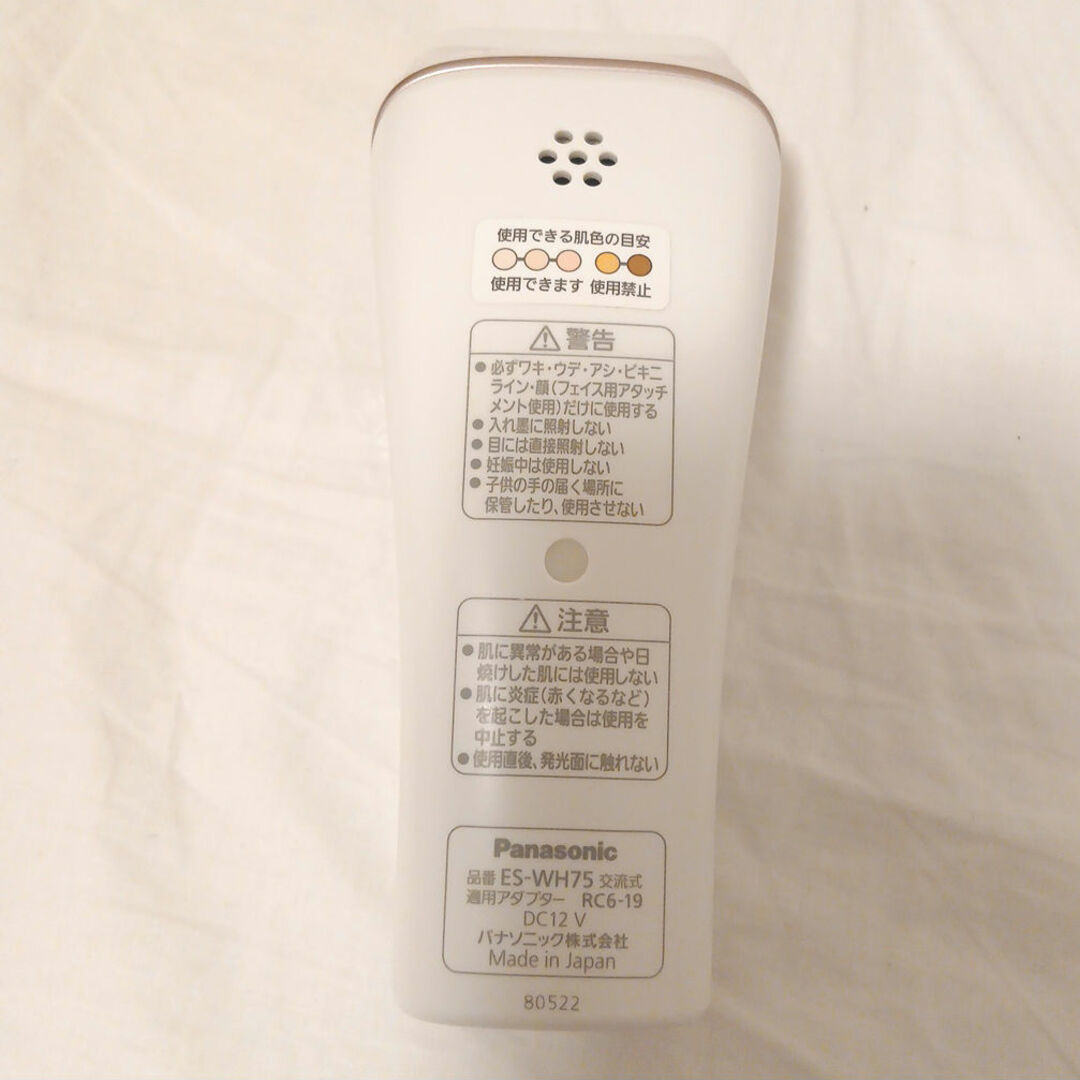 使用できる肌色の目安
使用できます 使用禁止
警告
●必ずワキ・ウデ・アシ・ビキニ
ライン・顔(フェイス用アタッチ
メント使用)だけに使用する
●入れ墨に照射しない
●目には直接照射しない
●妊娠中は使用しない
●子供の手の届く場所に
保管したり、使用させない
注意
●肌に異常がある場合や日
焼けした肌には使用しない
●肌に炎症(赤くなるなど)
を起こした場合は使用を
中止する
●使用直後、発光面に触れない
Panasonic
品番 ES-WH75 交流式
適用アダプター RC6-19
DC12 V
パナソニック株式会社
Made in Japan
80522